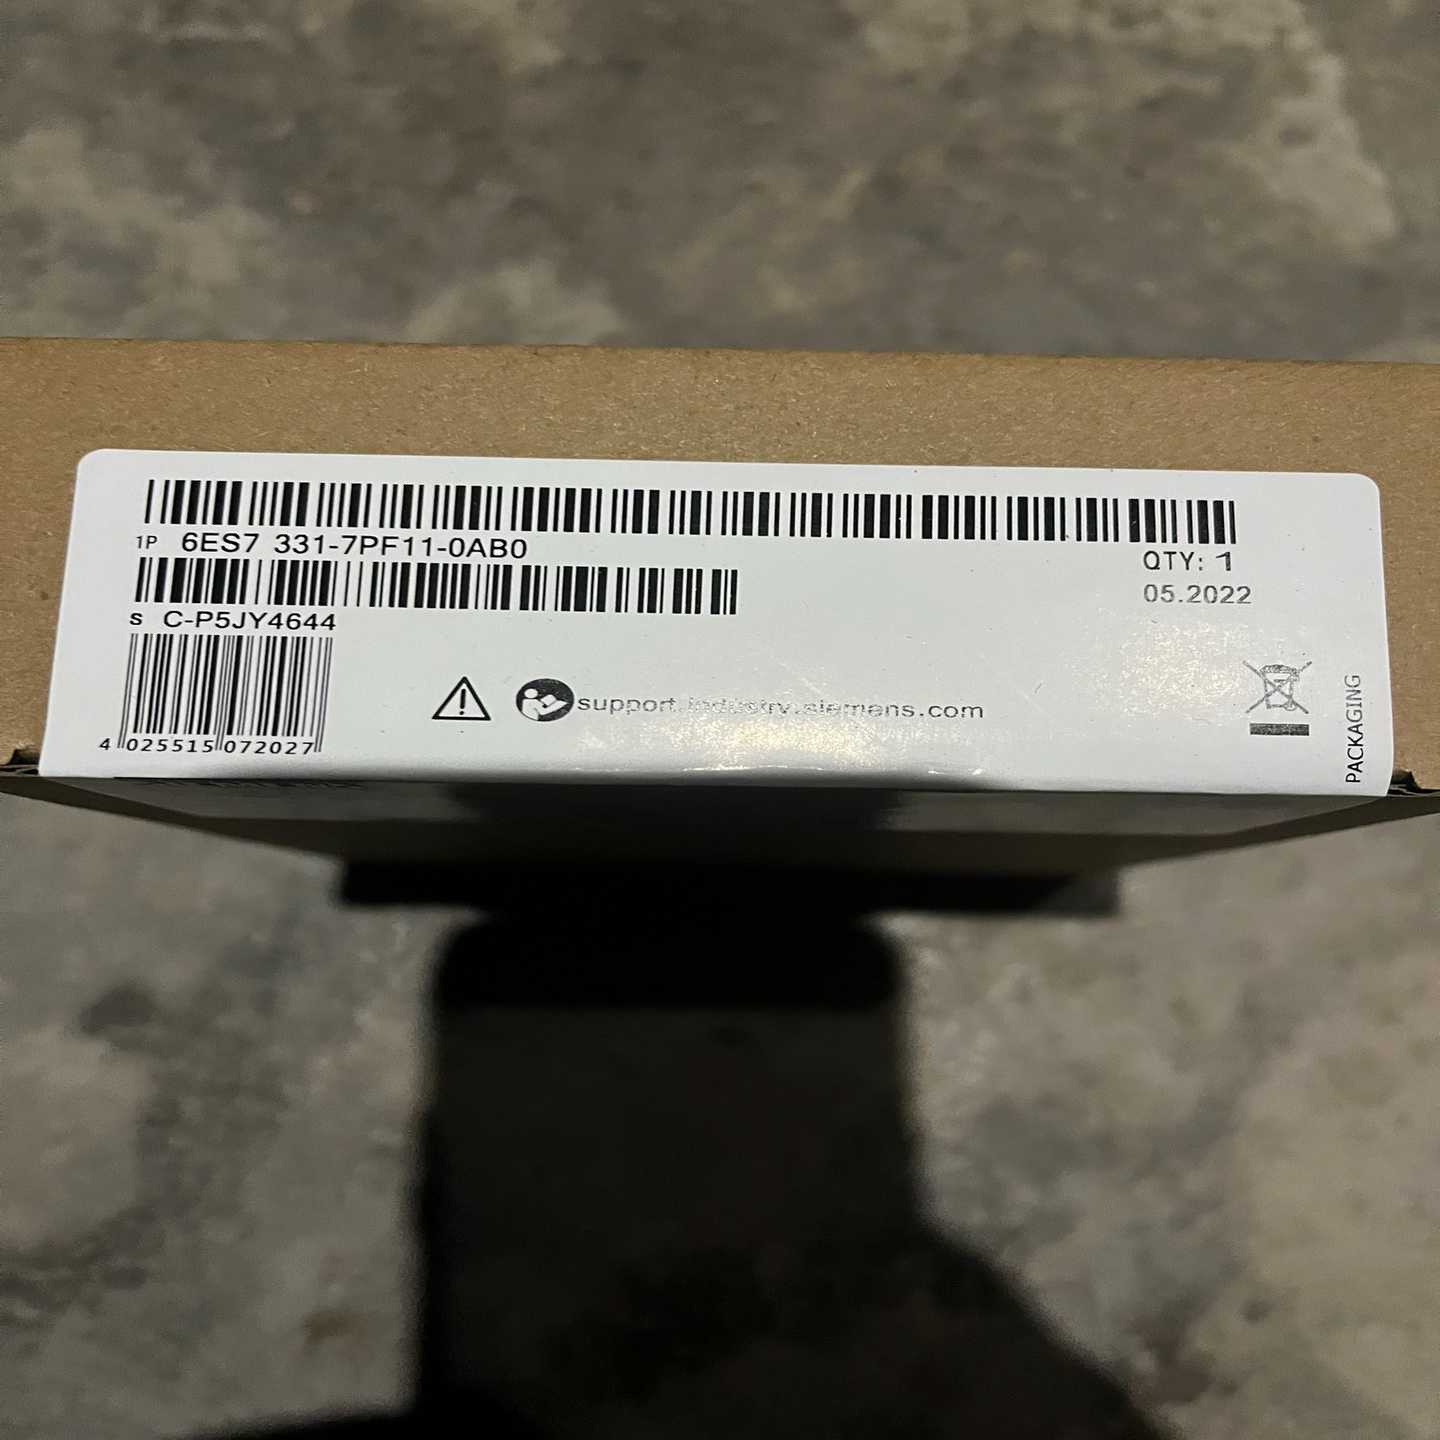 1P 6ES7 331-7PF11-0AB0
QTY: 1
05.2022
S C-P5JY4644
4 025515 072027
support.industry.siemens.com
PACKAGING